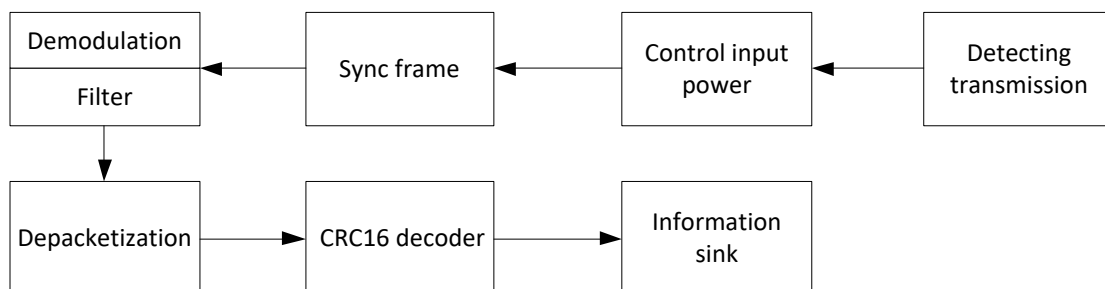 Demodulation
Filter
Sync frame
Control input
power
Detecting
transmission
Depacketization
CRC16 decoder
Information
sink